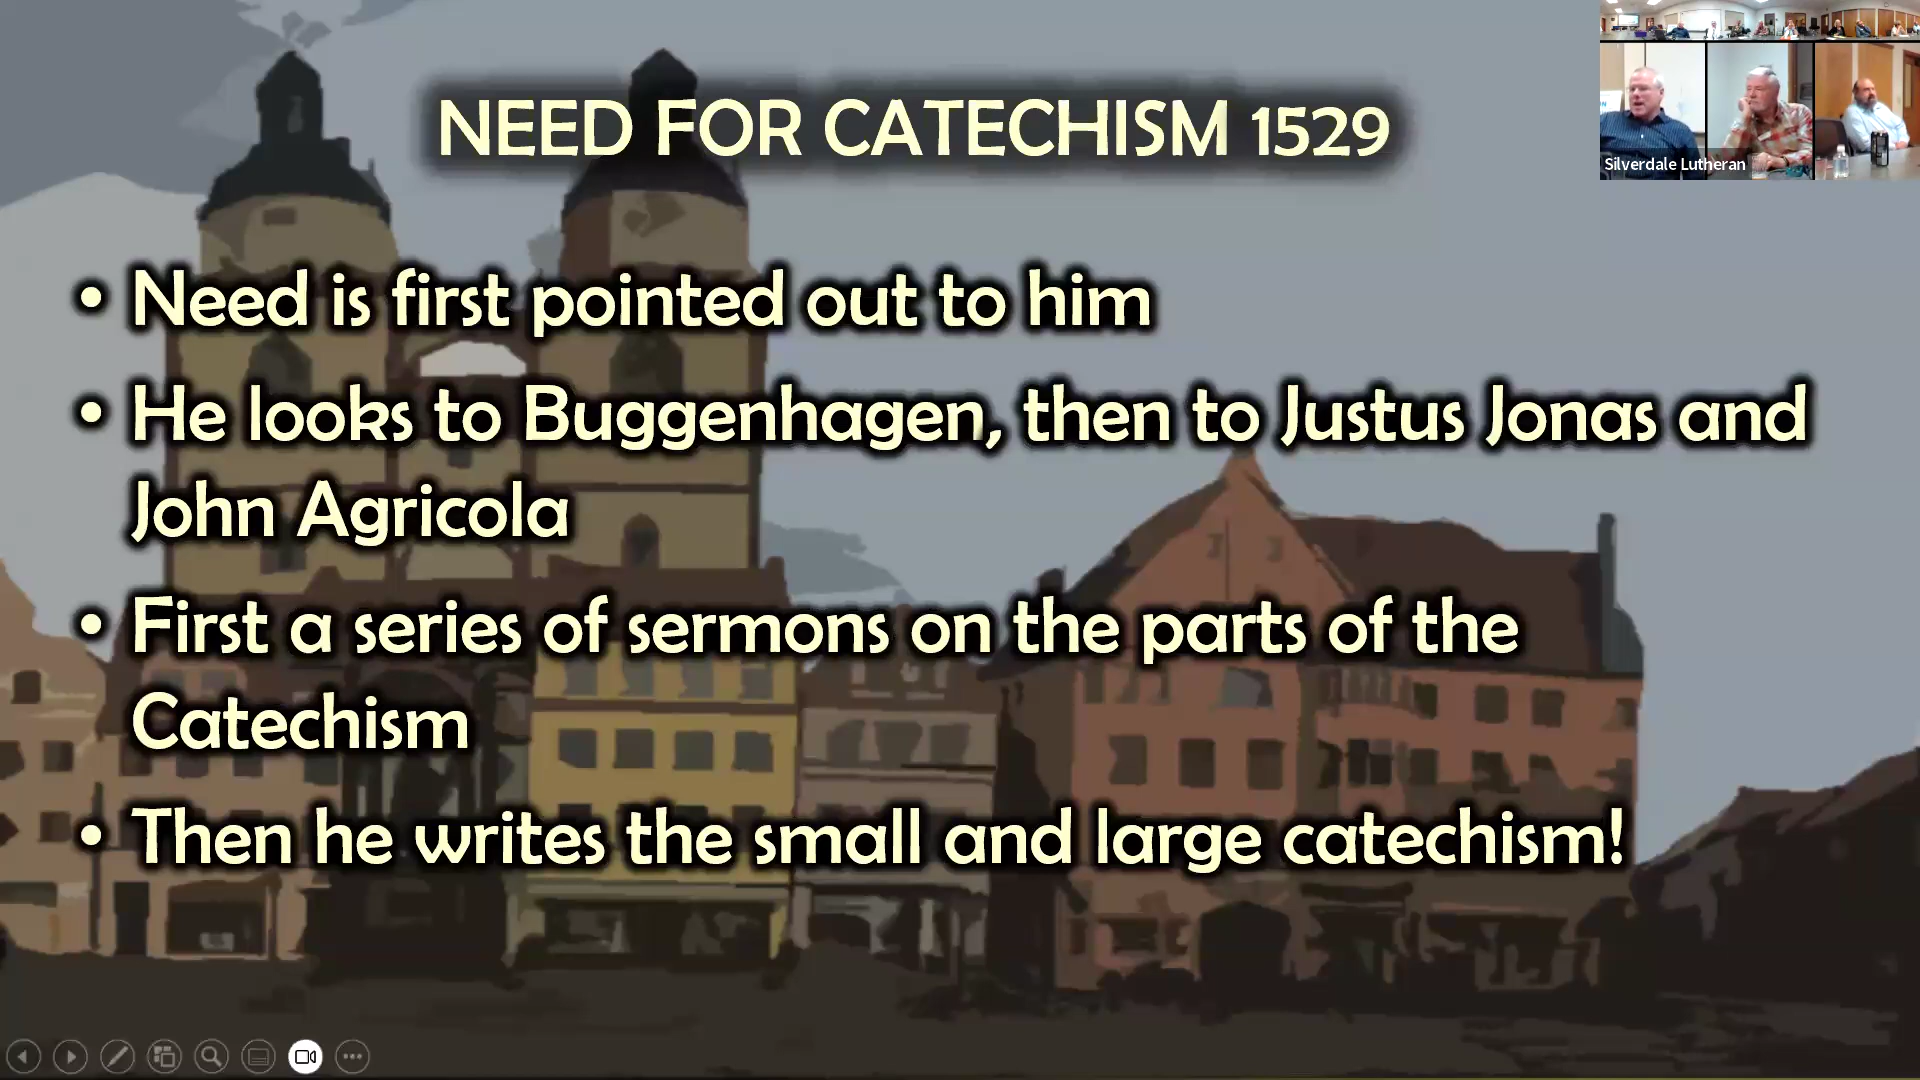 NEED FOR CATECHISM 1529
Silverdale Lutheran
• Need is first pointed out to him
• He looks to Buggenhagen, then to Justus Jonas and
John Agricola
• First a series of sermons on the parts of the
Catechism
• Then he writes the small and large catechism!